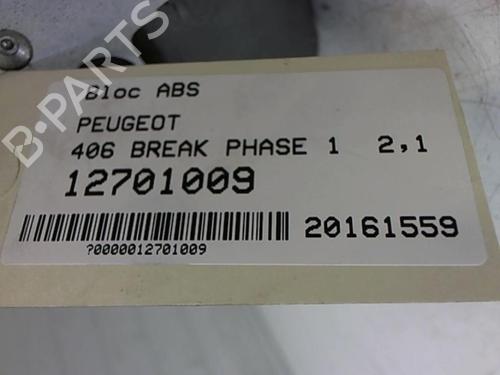 B-PARTS
Bloc ABS
PEUGEOT
406 BREAK PHASE 1 2,1
12701009
20161559
?0000012701009